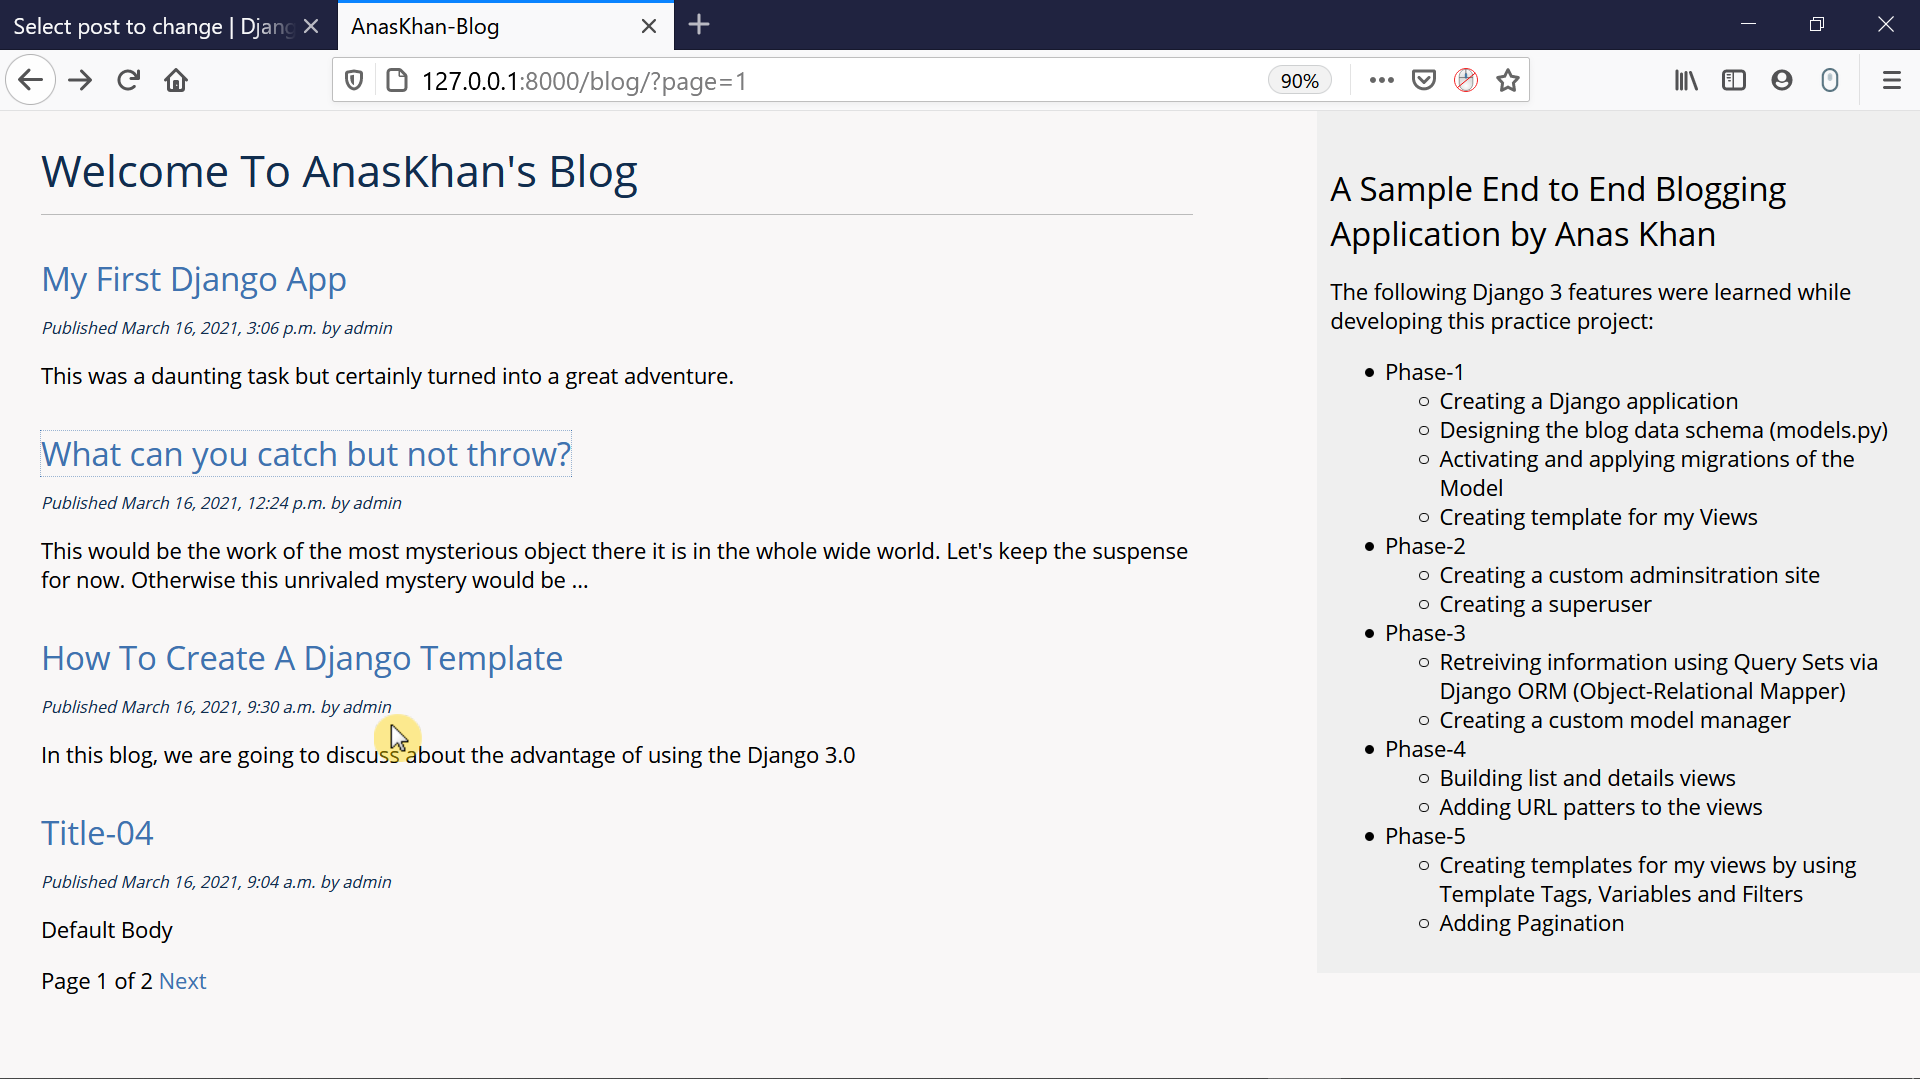 Select post to change | Djang
AnasKhan-Blog
127.0.0.1:8000/blog/?page=1
90%
Welcome To AnasKhan's Blog
My First Django App
Published March 16, 2021, 3:06 p.m. by admin
This was a daunting task but certainly turned into a great adventure.
What can you catch but not throw?
Published March 16, 2021, 12:24 p.m. by admin
This would be the work of the most mysterious object there it is in the whole wide world. Let's keep the suspense
for now. Otherwise this unrivaled mystery would be ...
How To Create A Django Template
Published March 16, 2021, 9:30 a.m. by admin
In this blog, we are going to discuss about the advantage of using the Django 3.0
Title-04
Published March 16, 2021, 9:04 a.m. by admin
Default Body
Page 1 of 2 Next
A Sample End to End Blogging
Application by Anas Khan
The following Django 3 features were learned while
developing this practice project:
Phase-1
Creating a Django application
Designing the blog data schema (models.py)
Activating and applying migrations of the
Model
Creating template for my Views
Phase-2
Creating a custom adminsitration site
Creating a superuser
Phase-3
Retreiving information using Query Sets via
Django ORM (Object-Relational Mapper)
Creating a custom model manager
Phase-4
Building list and details views
Adding URL patters to the views
Phase-5
Creating templates for my views by using
Template Tags, Variables and Filters
Adding Pagination